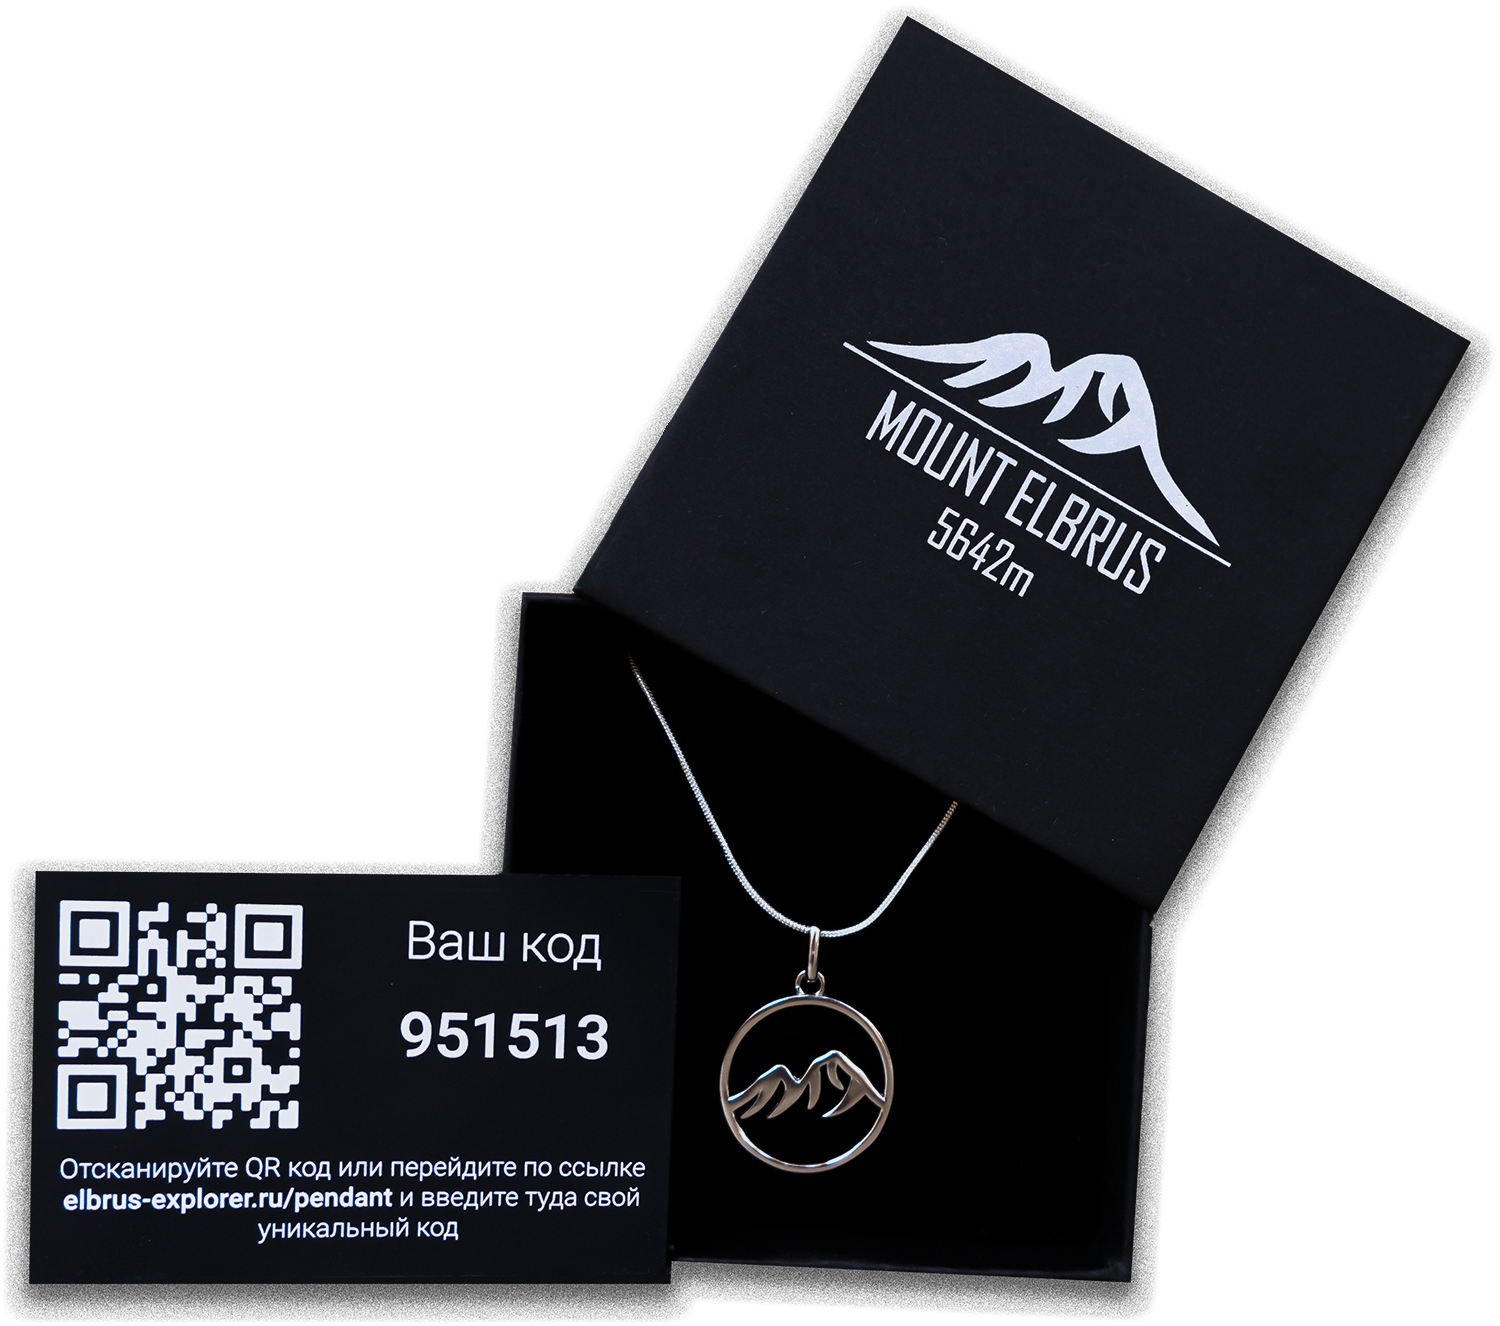 MOUNT ELBRUS
5642m
Ваш код
951513
Отсканируйте QR код или перейдите по ссылке
elbrus-explorer.ru/pendant и введите туда свой
уникальный код